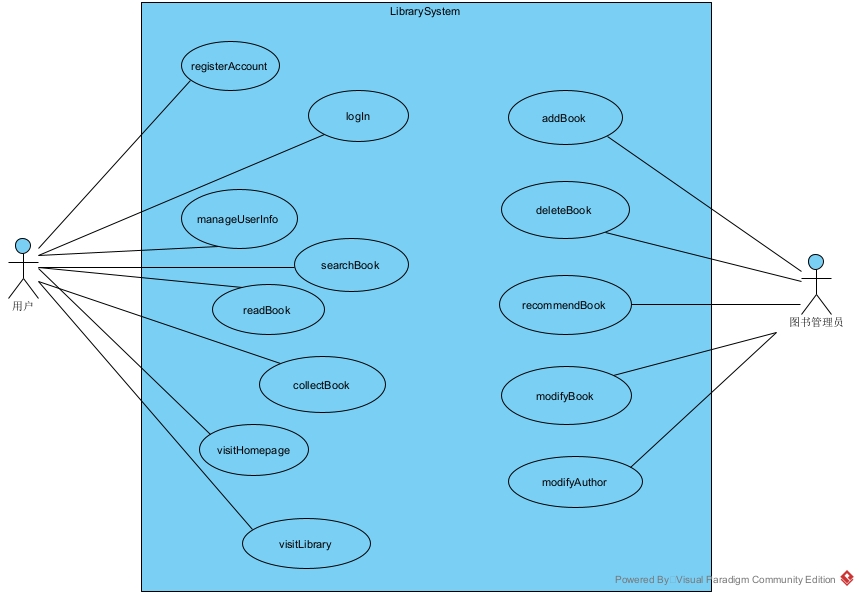 LibrarySystem
registerAccount
logIn
addBook
manageUserInfo
deleteBook
searchBook
用户
readBook
recommendBook
图书管理员
collectBook
modifyBook
visitHomepage
modifyAuthor
visitLibrary
Powered By Visual Paradigm Community Edition